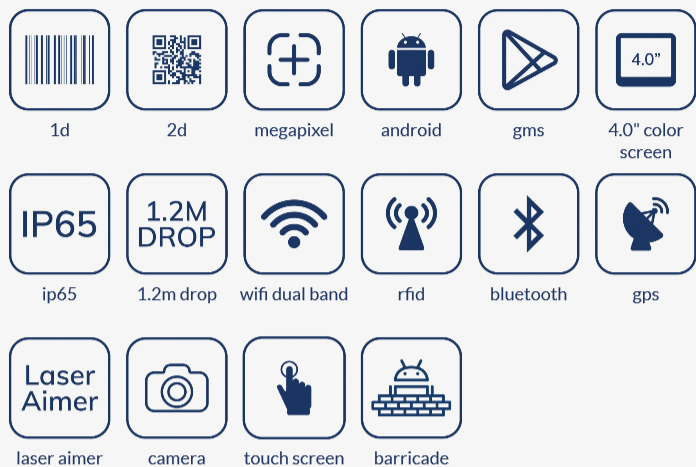 4.0”
1d
2d
megapixel
android
gms
4.0" color
screen
IP65
1.2M
DROP
ip65
1.2m drop
wifi dual band
rfid
bluetooth
gps
Laser
Aimer
laser aimer
camera
touch screen
barricade